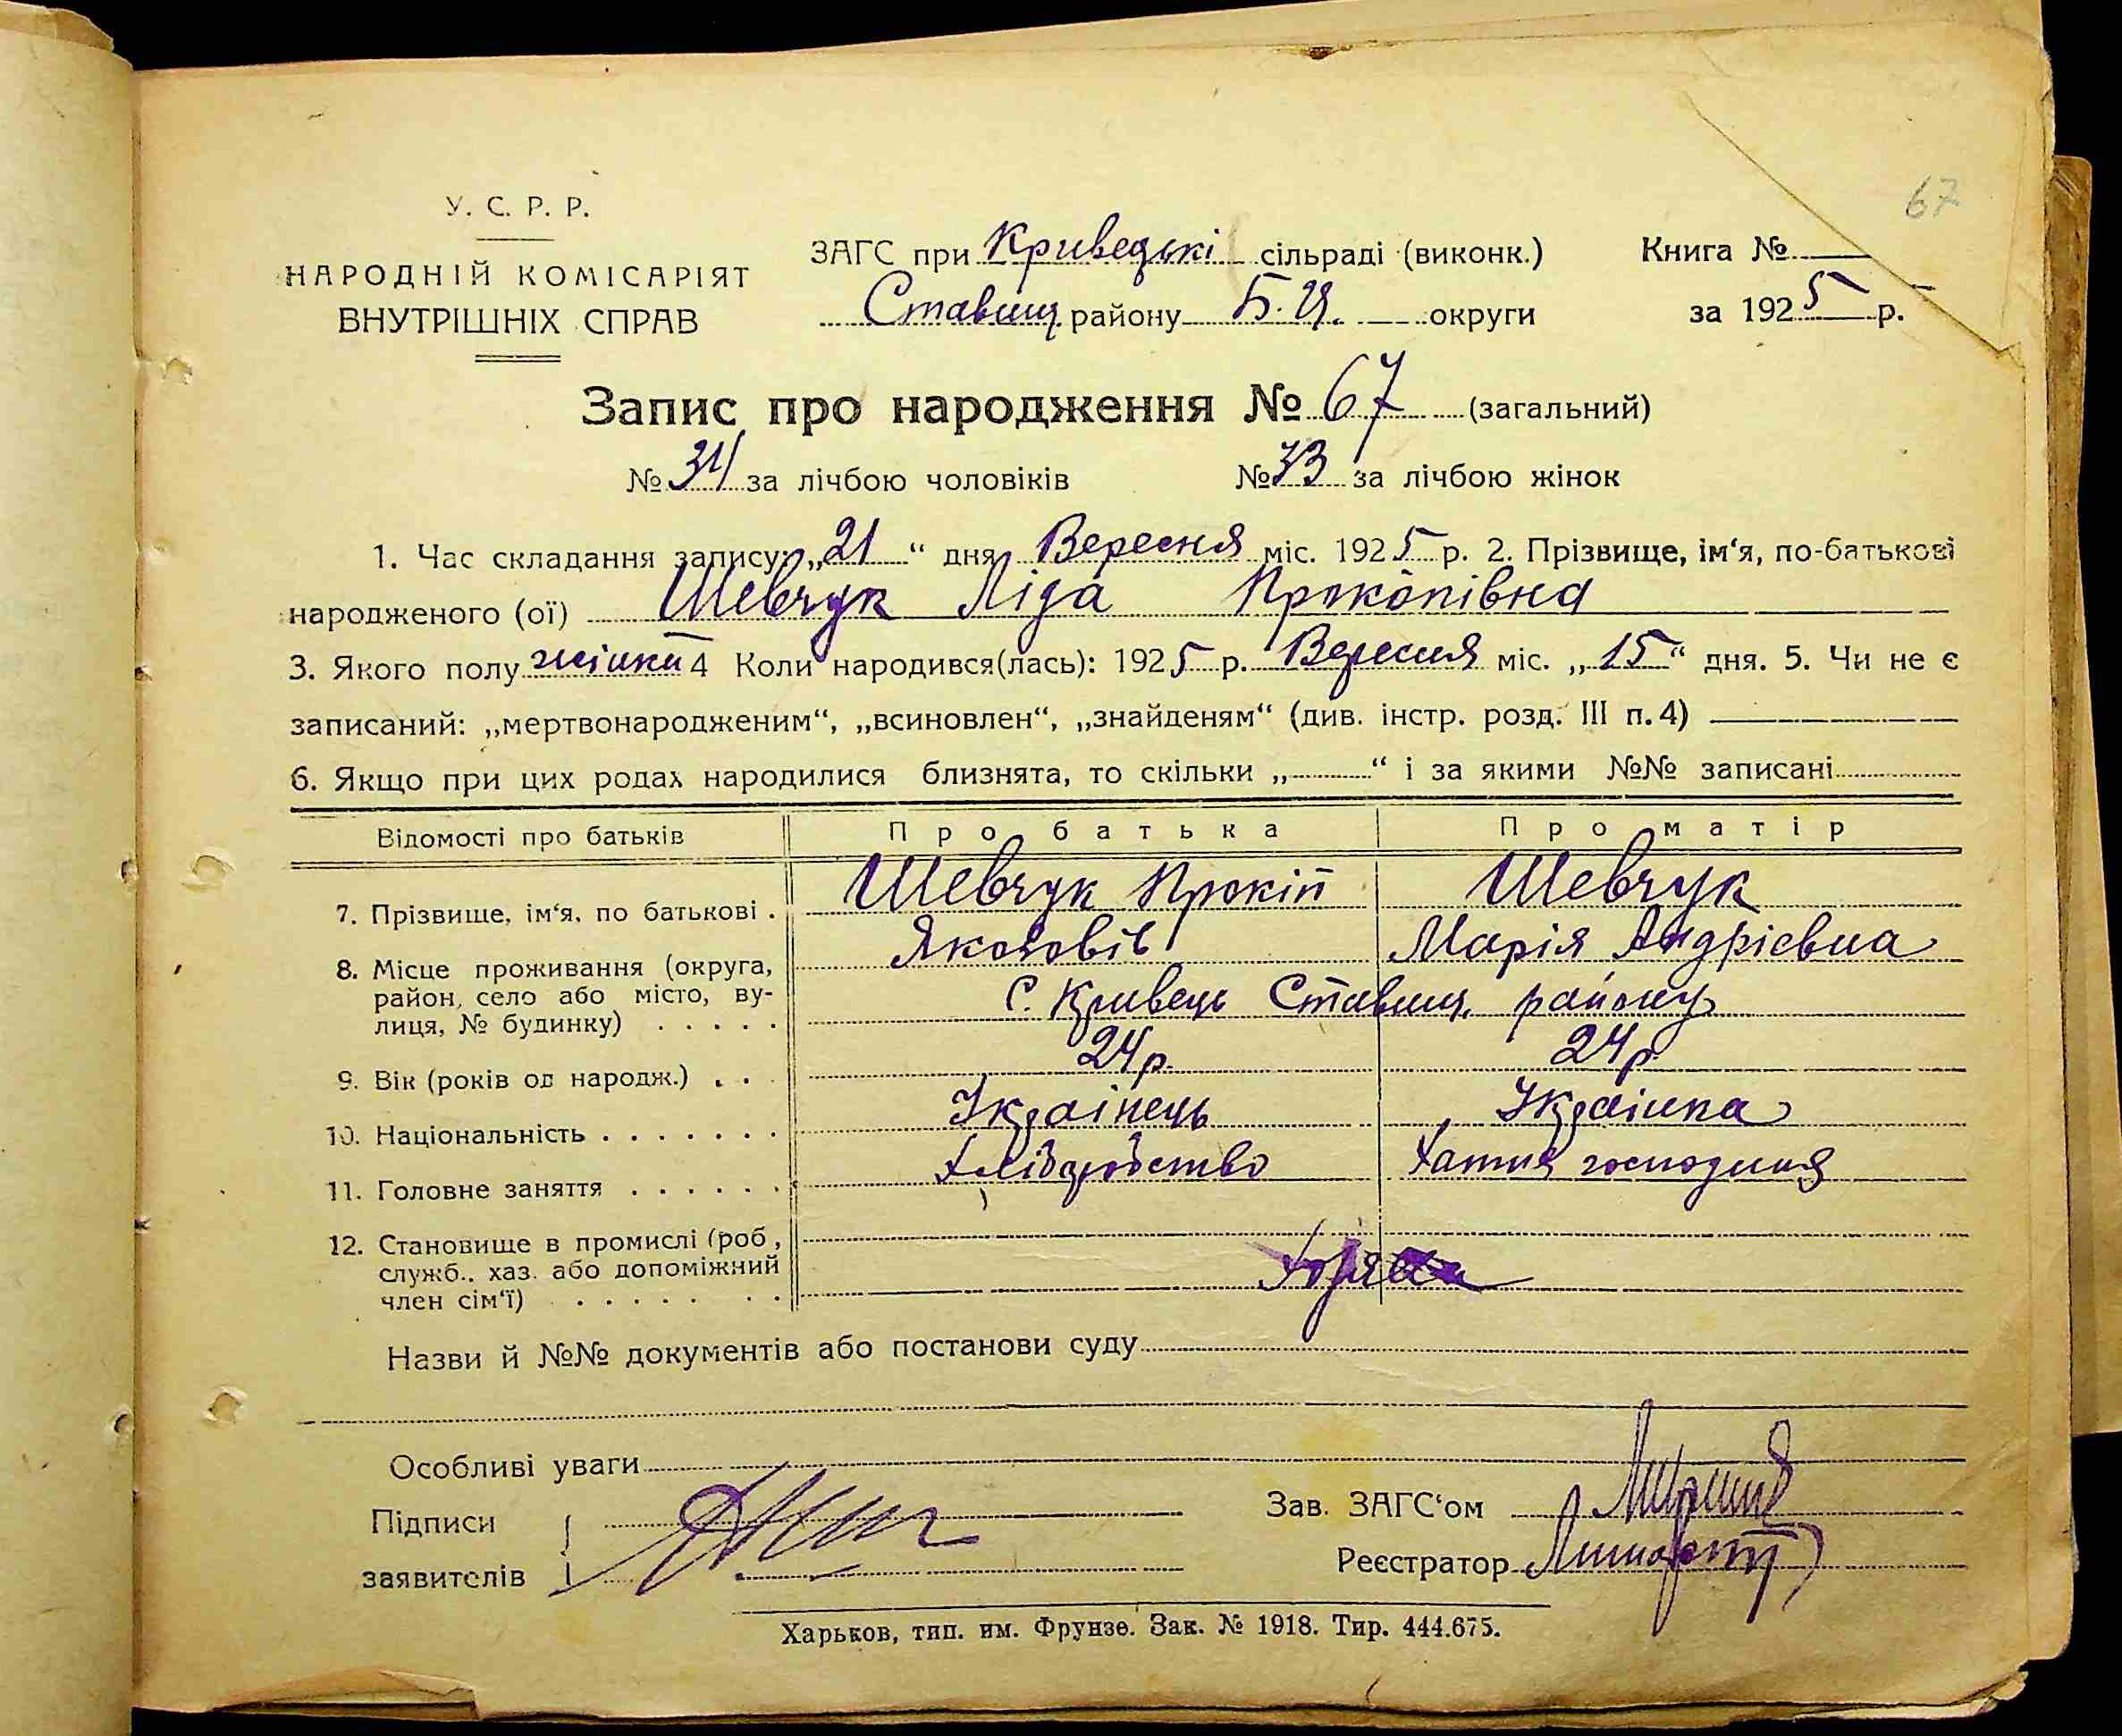 67
У. С. Р. Р.
НАРОДНІЙ КОМІСАРІЯТ
ВНУТРІШНІХ СПРАВ
ЗАГС при Кривецькі сільраді (виконк.)
Ставищ. району Б. Ц. округи
Книга №
за 1925 р.
Запис про народження № 67 (загальний)
№ 34 за лічбою чоловіків № 33 за лічбою жінок
1. Час складання запису: „21“ дня Вересня міс. 1925 р. 2. Прізвище, ім‘я, по-батькові
народженого (ої) Шевчук Ліда Прокопівна
3. Якого полу жіноч 4 Коли народився(лась): 1925 р. Вересня міс. „15“ дня. 5. Чи не є
записаний: „мертвонародженим“, „всиновлен“, „знайденям“ (див. інстр. розд. III п. 4)
6. Якщо при цих родах народилися близнята, то скільки „ “ і за якими №№ записані
Відомості про батьків Про батька Про матір
7. Прізвище, ім‘я, по батькові . Шевчук Прокіп Шевчук
Якововів Марія Андрієвна
8. Місце проживання (округа,
район, село або місто, ву-
лиця, № будинку) . . . . .
С. Кривець Ставищ. району
9. Вік (років од народж.) . . 24 р. 24 р.
10. Національність . . . . . . . Українець Українка
11. Головне заняття . . . . . . Хліборобство Хатня господиня
12. Становище в промислі (роб,
служб., хаз. або допоміжний
член сім‘ї) . . . . . . .
Назви й №№ документів або постанови суду
Особливі уваги
Підписи
заявителів
Зав. ЗАГС‘ом
Реєстратор
Харьков, тип. им. Фрунзе. Зак. № 1918. Тир. 444.675.